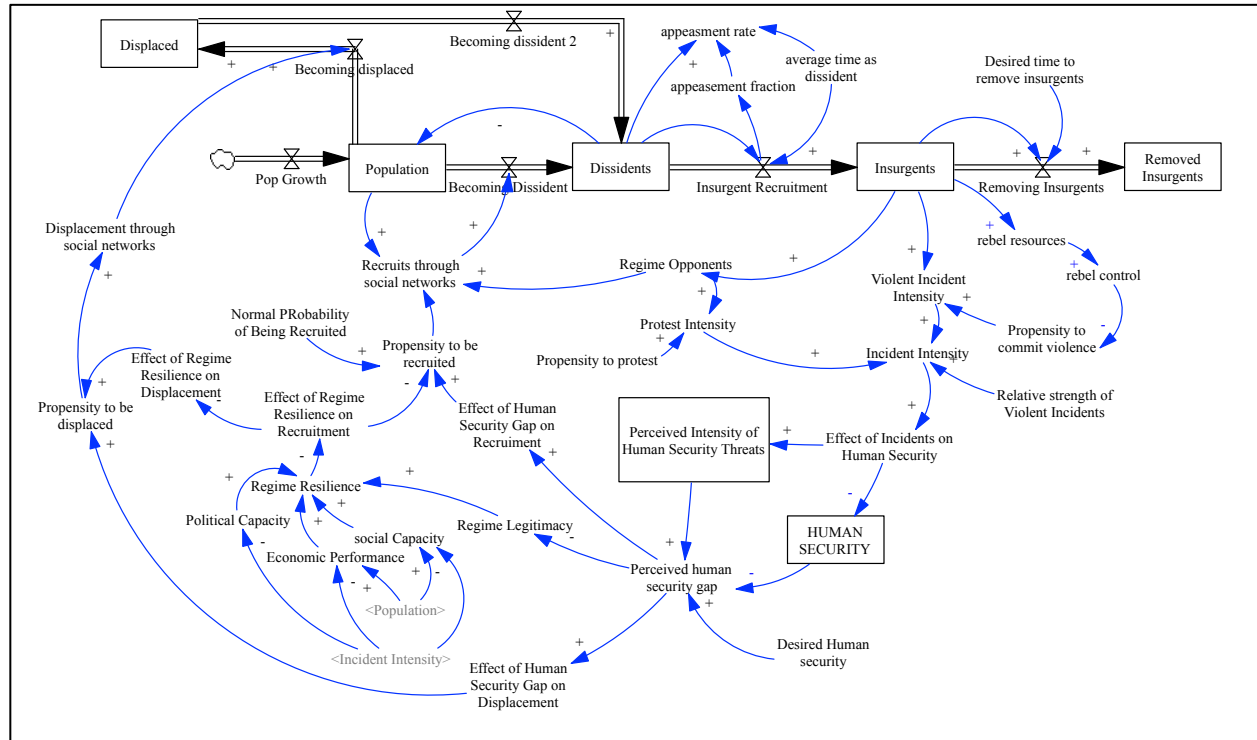 Displaced
Becoming dissident 2
+
appeasment rate
Becoming displaced
+
+
+
average time as
dissident
appeasement fraction
Desired time to
remove insurgents
-
Pop Growth
Population
Becoming Dissident
Dissidents
+
Insurgent Recruitment
Insurgents
+
+
+
Removing Insurgents
Removed
Insurgents
Displacement through
social networks
+
+
+
Recruits through
social networks
+
Regime Opponents
+
+
rebel resources
+
rebel control
+
Violent Incident
Intensity
+
Normal PRobability
of Being Recruited
+
Propensity to be
recruited
Protest Intensity
+
Propensity to protest
+
+
Propensity to
commit violence
-
Incident Intensity
+
Effect of Regime
Resilience on
Displacement
+
-
Propensity to be
displaced
+
Effect of Regime
Resilience on
Recruitment
-
+
Effect of Human
Security Gap on
Recruiment
+
Perceived Intensity of
Human Security Threats
+
Relative strength of
Violent Incidents
+
Effect of Incidents on
Human Security
-
-
+
Regime Resilience
+
+
+
Political Capacity
-
Economic Performance
-
+
social Capacity
+
-
Regime Legitimacy
-
+
Perceived human
security gap
-
+
HUMAN
SECURITY
<Population>
<Incident Intensity>
+
Effect of Human
Security Gap on
Displacement
Desired Human
security